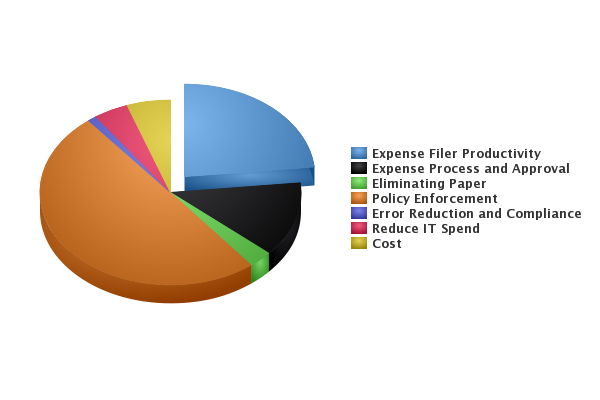 Expense Filer Productivity
Expense Process and Approval
Eliminating Paper
Policy Enforcement
Error Reduction and Compliance
Reduce IT Spend
Cost